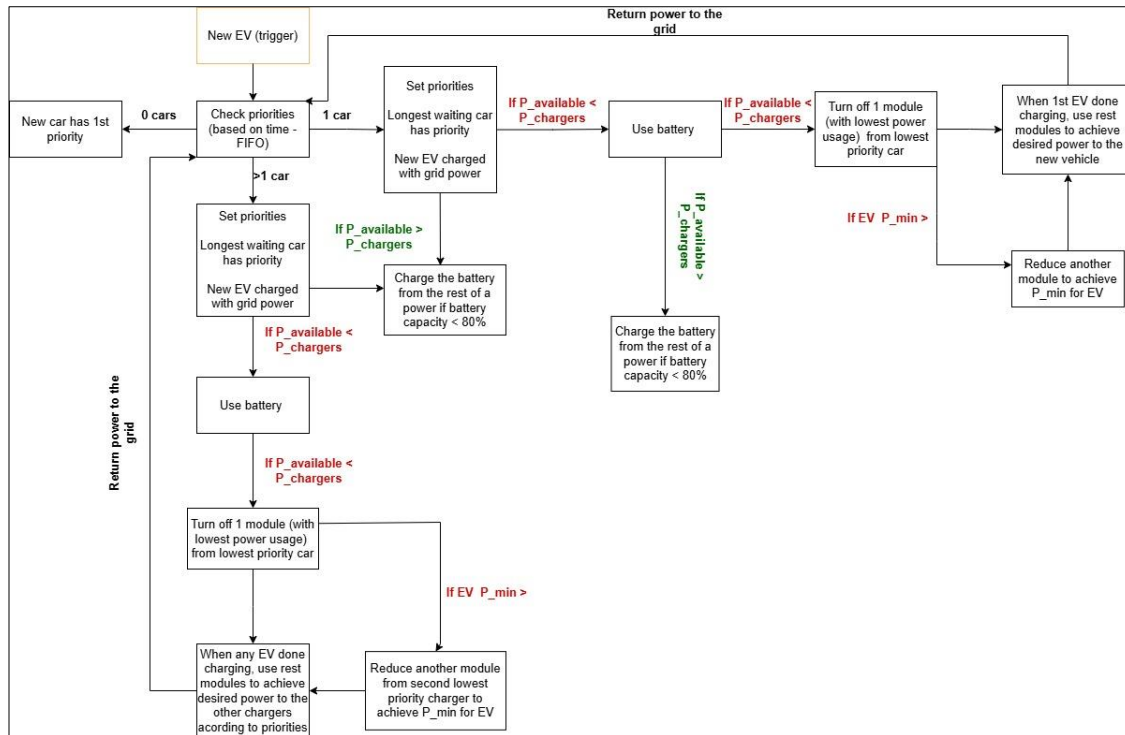 Return power to the
grid
New EV (trigger)
New car has 1st
priority
0 cars
Check priorities
(based on time -
FIFO)
1 car
Set priorities
Longest waiting car
has priority
New EV charged
with grid power
If P_available <
P_chargers
Use battery
If P_available <
P_chargers
Turn off 1 module
(with lowest power
usage) from lowest
priority car
When 1st EV done
charging, use rest
modules to achieve
desired power to the
new vehicle
>1 car
Set priorities
Longest waiting car
has priority
New EV charged
with grid power
If P_available >
P_chargers
If P_available >
P_chargers
If EV P_min >
Charge the battery
from the rest of a
power if battery
capacity < 80%
Reduce another
module to achieve
P_min for EV
Charge the battery
from the rest of a
power if battery
capacity < 80%
If P_available <
P_chargers
Use battery
Return power to the
grid
If P_available <
P_chargers
Turn off 1 module (with
lowest power usage)
from lowest priority car
If EV P_min >
When any EV done
charging, use rest
modules to achieve
desired power to the
other chargers
acording to priorities
Reduce another module
from second lowest
priority charger to
achieve P_min for EV